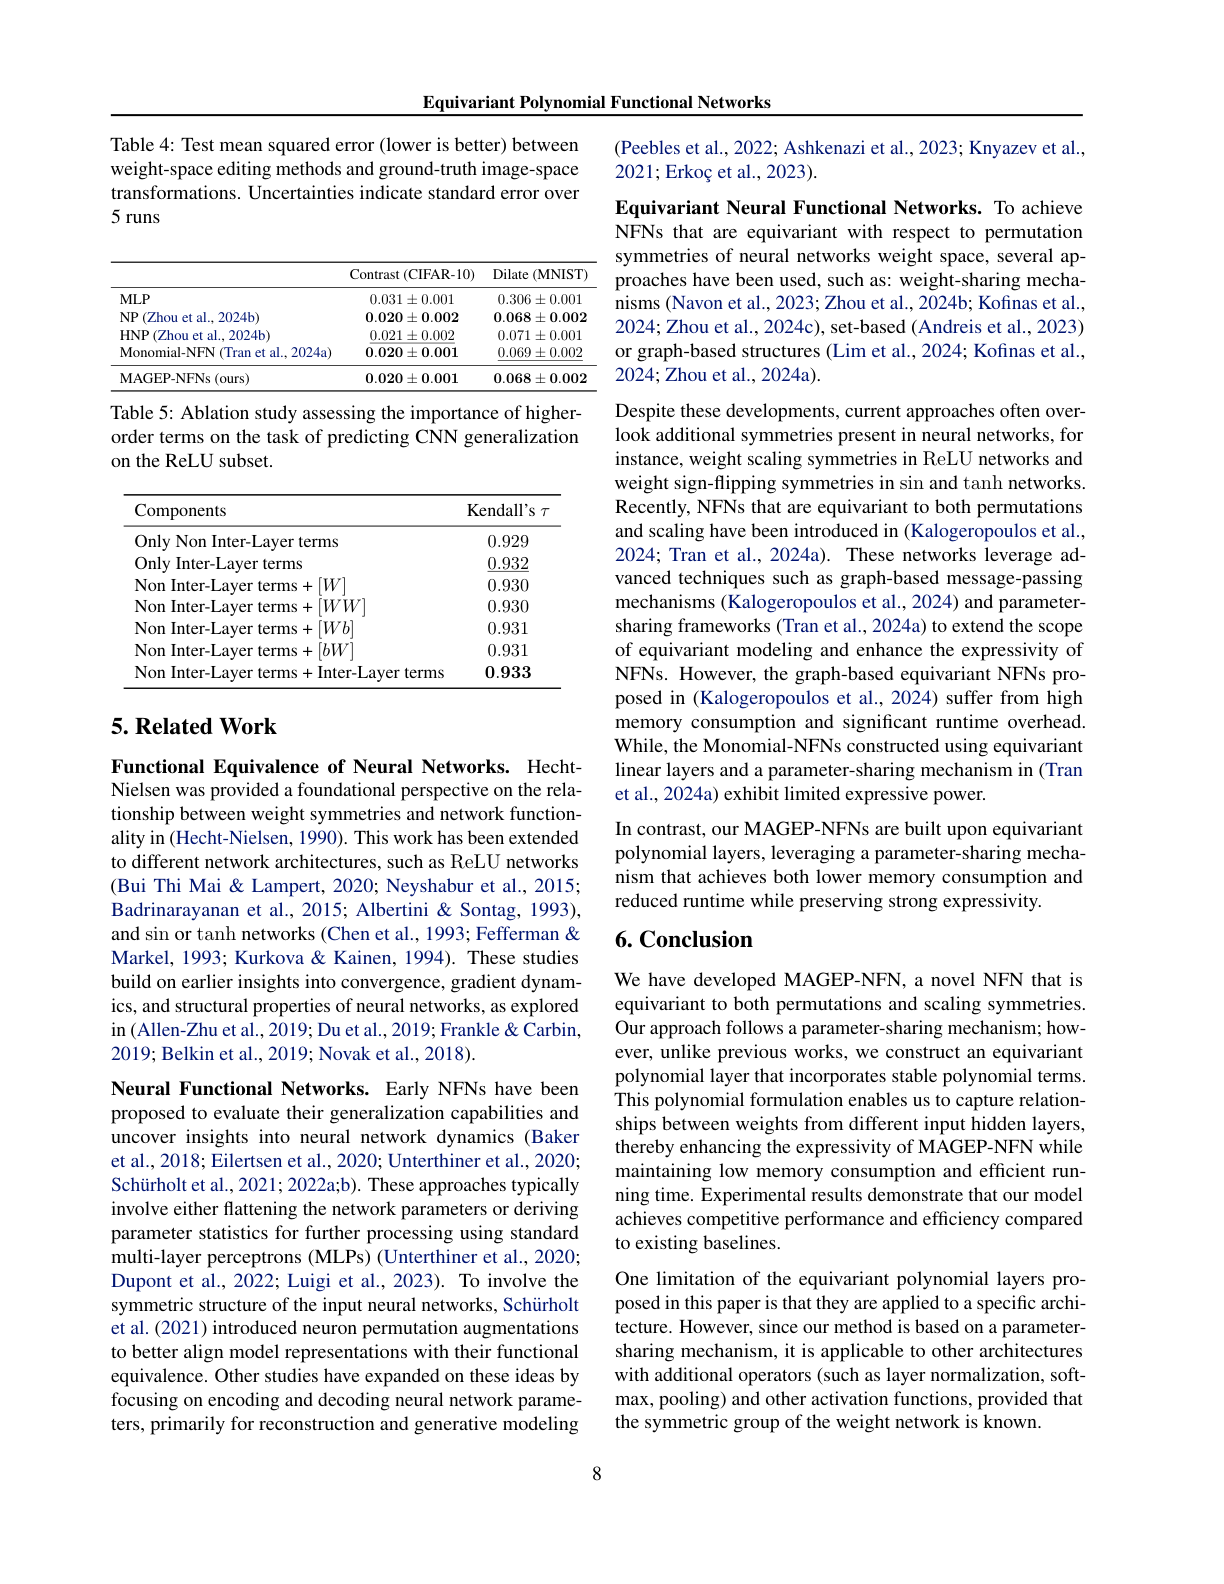 Equivariant Polynomial Functional Networks
Table 4: Test mean squared error (lower is better) between
weight-space editing methods and ground-truth image-space
transformations. Uncertainties indicate standard error over
5 runs
Contrast (CIFAR-10) Dilate (MNIST)
MLP 0.031 ± 0.001 0.306 ± 0.001
NP (Zhou et al., 2024b) 0.020 ± 0.002 0.068 ± 0.002
HNP (Zhou et al., 2024b) 0.021 ± 0.002 0.071 ± 0.001
Monomial-NFN (Tran et al., 2024a) 0.020 ± 0.001 0.069 ± 0.002
MAGEP-NFNs (ours) 0.020 ± 0.001 0.068 ± 0.002
Table 5: Ablation study assessing the importance of higher-
order terms on the task of predicting CNN generalization
on the ReLU subset.
Components Kendall's τ
Only Non Inter-Layer terms 0.929
Only Inter-Layer terms 0.932
Non Inter-Layer terms + [W] 0.930
Non Inter-Layer terms + [WW] 0.930
Non Inter-Layer terms + [Wb] 0.931
Non Inter-Layer terms + [bW] 0.931
Non Inter-Layer terms + Inter-Layer terms 0.933
5. Related Work
Functional Equivalence of Neural Networks. Hecht-
Nielsen was provided a foundational perspective on the rela-
tionship between weight symmetries and network function-
ality in (Hecht-Nielsen, 1990). This work has been extended
to different network architectures, such as ReLU networks
(Bui Thi Mai & Lampert, 2020; Neyshabur et al., 2015;
Badrinarayanan et al., 2015; Albertini & Sontag, 1993),
and sin or tanh networks (Chen et al., 1993; Fefferman &
Markel, 1993; Kurkova & Kainen, 1994). These studies
build on earlier insights into convergence, gradient dynam-
ics, and structural properties of neural networks, as explored
in (Allen-Zhu et al., 2019; Du et al., 2019; Frankle & Carbin,
2019; Belkin et al., 2019; Novak et al., 2018).
Neural Functional Networks. Early NFNs have been
proposed to evaluate their generalization capabilities and
uncover insights into neural network dynamics (Baker
et al., 2018; Eilertsen et al., 2020; Unterthiner et al., 2020;
Schürholt et al., 2021; 2022a;b). These approaches typically
involve either flattening the network parameters or deriving
parameter statistics for further processing using standard
multi-layer perceptrons (MLPs) (Unterthiner et al., 2020;
Dupont et al., 2022; Luigi et al., 2023). To involve the
symmetric structure of the input neural networks, Schürholt
et al. (2021) introduced neuron permutation augmentations
to better align model representations with their functional
equivalence. Other studies have expanded on these ideas by
focusing on encoding and decoding neural network parame-
ters, primarily for reconstruction and generative modeling
(Peebles et al., 2022; Ashkenazi et al., 2023; Knyazev et al.,
2021; Erkoç et al., 2023).
Equivariant Neural Functional Networks. To achieve
NFNs that are equivariant with respect to permutation
symmetries of neural networks weight space, several ap-
proaches have been used, such as: weight-sharing mecha-
nisms (Navon et al., 2023; Zhou et al., 2024b; Kofinas et al.,
2024; Zhou et al., 2024c), set-based (Andreis et al., 2023)
or graph-based structures (Lim et al., 2024; Kofinas et al.,
2024; Zhou et al., 2024a).
Despite these developments, current approaches often over-
look additional symmetries present in neural networks, for
instance, weight scaling symmetries in ReLU networks and
weight sign-flipping symmetries in sin and tanh networks.
Recently, NFNs that are equivariant to both permutations
and scaling have been introduced in (Kalogeropoulos et al.,
2024; Tran et al., 2024a). These networks leverage ad-
vanced techniques such as graph-based message-passing
mechanisms (Kalogeropoulos et al., 2024) and parameter-
sharing frameworks (Tran et al., 2024a) to extend the scope
of equivariant modeling and enhance the expressivity of
NFNs. However, the graph-based equivariant NFNs pro-
posed in (Kalogeropoulos et al., 2024) suffer from high
memory consumption and significant runtime overhead.
While, the Monomial-NFNs constructed using equivariant
linear layers and a parameter-sharing mechanism in (Tran
et al., 2024a) exhibit limited expressive power.
In contrast, our MAGEP-NFNs are built upon equivariant
polynomial layers, leveraging a parameter-sharing mecha-
nism that achieves both lower memory consumption and
reduced runtime while preserving strong expressivity.
6. Conclusion
We have developed MAGEP-NFN, a novel NFN that is
equivariant to both permutations and scaling symmetries.
Our approach follows a parameter-sharing mechanism; how-
ever, unlike previous works, we construct an equivariant
polynomial layer that incorporates stable polynomial terms.
This polynomial formulation enables us to capture relation-
ships between weights from different input hidden layers,
thereby enhancing the expressivity of MAGEP-NFN while
maintaining low memory consumption and efficient run-
ning time. Experimental results demonstrate that our model
achieves competitive performance and efficiency compared
to existing baselines.
One limitation of the equivariant polynomial layers pro-
posed in this paper is that they are applied to a specific archi-
tecture. However, since our method is based on a parameter-
sharing mechanism, it is applicable to other architectures
with additional operators (such as layer normalization, soft-
max, pooling) and other activation functions, provided that
the symmetric group of the weight network is known.
8